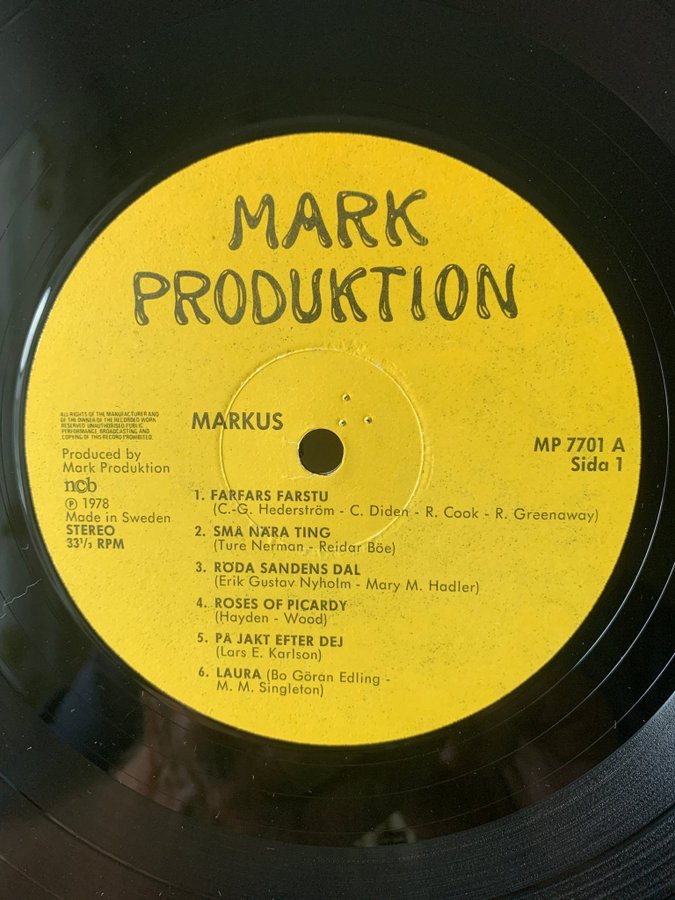 MARK
PRODUKTION
ALL RIGHTS OF THE MANUFACTURER AND
OF THE OWNER OF THE RECORDED WORK
RESERVED UNAUTHORISED PUBLIC
PERFORMANCE, BROADCASTING AND
COPYING OF THIS RECORD PROHIBITED.
MARKUS
MP 7701 A
Sida 1
Produced by
Mark Produktion
ncb
℗ 1978
Made in Sweden
STEREO
33⅓ RPM
1. FARFARS FARSTU
(C.-G. Hederström - C. Diden - R. Cook - R. Greenaway)
2. SMA NÄRA TING
(Ture Nerman - Reidar Böe)
3. RÖDA SANDENS DAL
(Erik Gustav Nyholm - Mary M. Hadler)
4. ROSES OF PICARDY
(Hayden - Wood)
5. PA JAKT EFTER DEJ
(Lars E. Karlson)
6. LAURA (Bo Göran Edling -
M. M. Singleton)